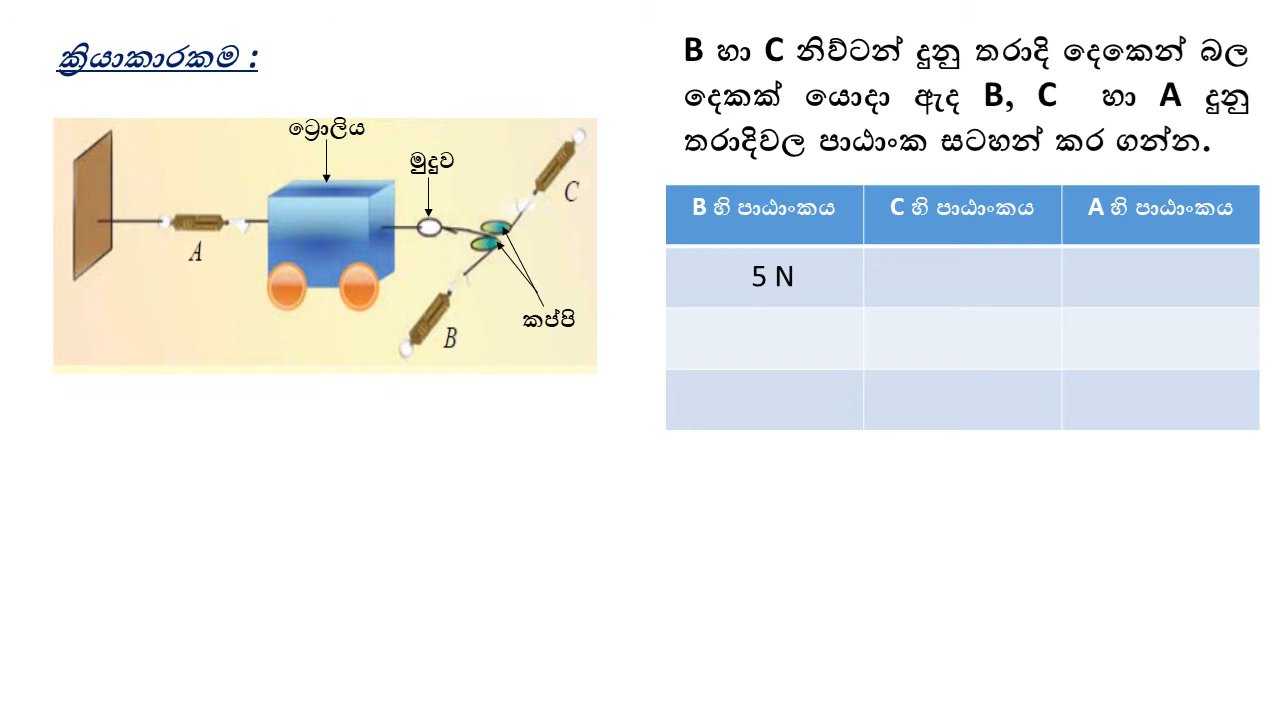 ක්‍රියාකාරකම :
B හා C නිව්ටන් දුනු තරාදි දෙකෙන් බල
දෙකක් යොදා ඇද B, C හා A දුනු
තරාදිවල පාඨාංක සටහන් කර ගන්න.
ට්‍රොලිය
මුදුව
C
A
B
කප්පි
B හි පාඨාංකය C හි පාඨාංකය A හි පාඨාංකය
5 N